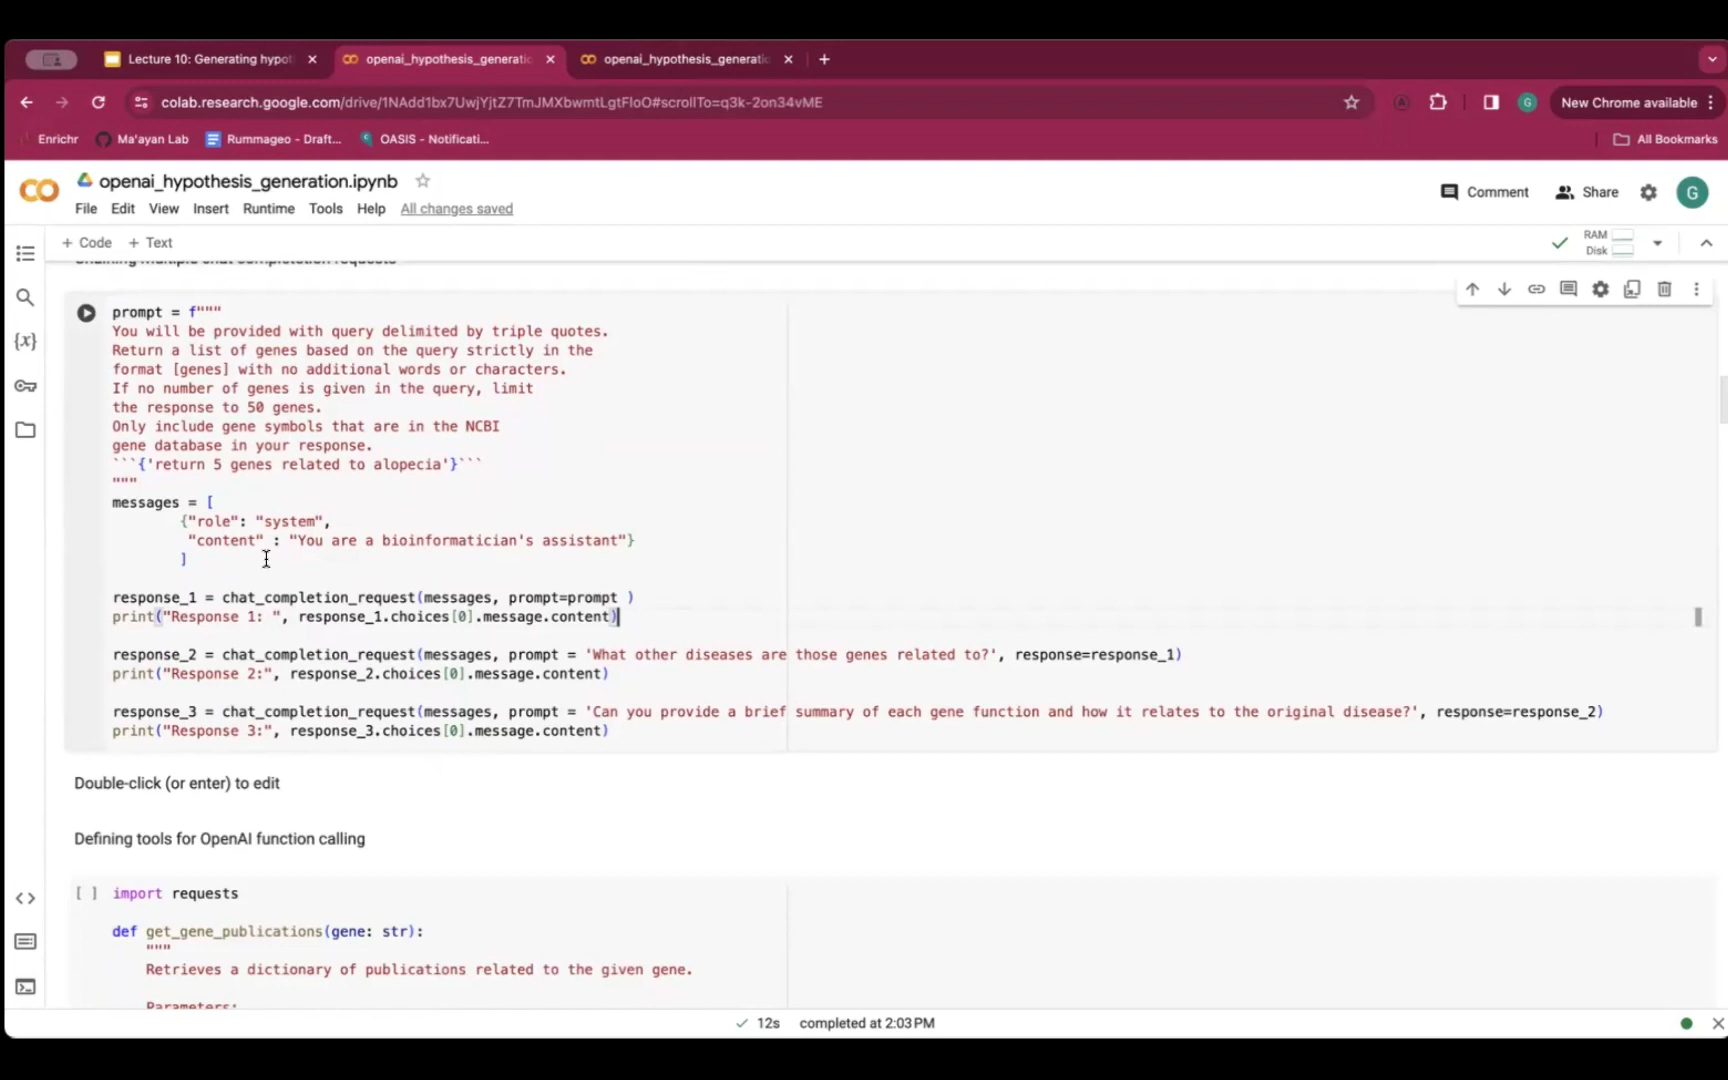 Lecture 10: Generating hypot
openai_hypothesis_generatio
openai_hypothesis_generatio
colab.research.google.com/drive/1NAdd1bx7UwjYjtZ7TmJMXbwmtLgtFIoO#scrollTo=q3k-2on34vME
G
New Chrome available
Enrichr
Ma'ayan Lab
Rummageo - Draft...
OASIS - Notificati...
All Bookmarks
openai_hypothesis_generation.ipynb
Comment
Share
G
File Edit View Insert Runtime Tools Help All changes saved
+ Code + Text
RAM
Disk
Chaining multiple chat completion requests
prompt = f"""
You will be provided with query delimited by triple quotes.
Return a list of genes based on the query strictly in the
format [genes] with no additional words or characters.
If no number of genes is given in the query, limit
the response to 50 genes.
Only include gene symbols that are in the NCBI
gene database in your response.
```{'return 5 genes related to alopecia'}```
"""
messages = [
{"role": "system",
"content" : "You are a bioinformatician's assistant"}
]
response_1 = chat_completion_request(messages, prompt=prompt )
print("Response 1: ", response_1.choices[0].message.content)
response_2 = chat_completion_request(messages, prompt = 'What other diseases are those genes related to?', response=response_1)
print("Response 2:", response_2.choices[0].message.content)
response_3 = chat_completion_request(messages, prompt = 'Can you provide a brief summary of each gene function and how it relates to the original disease?', response=response_2)
print("Response 3:", response_3.choices[0].message.content)
Double-click (or enter) to edit
Defining tools for OpenAI function calling
[ ] import requests
def get_gene_publications(gene: str):
"""
Retrieves a dictionary of publications related to the given gene.
Parameters:
12s completed at 2:03 PM